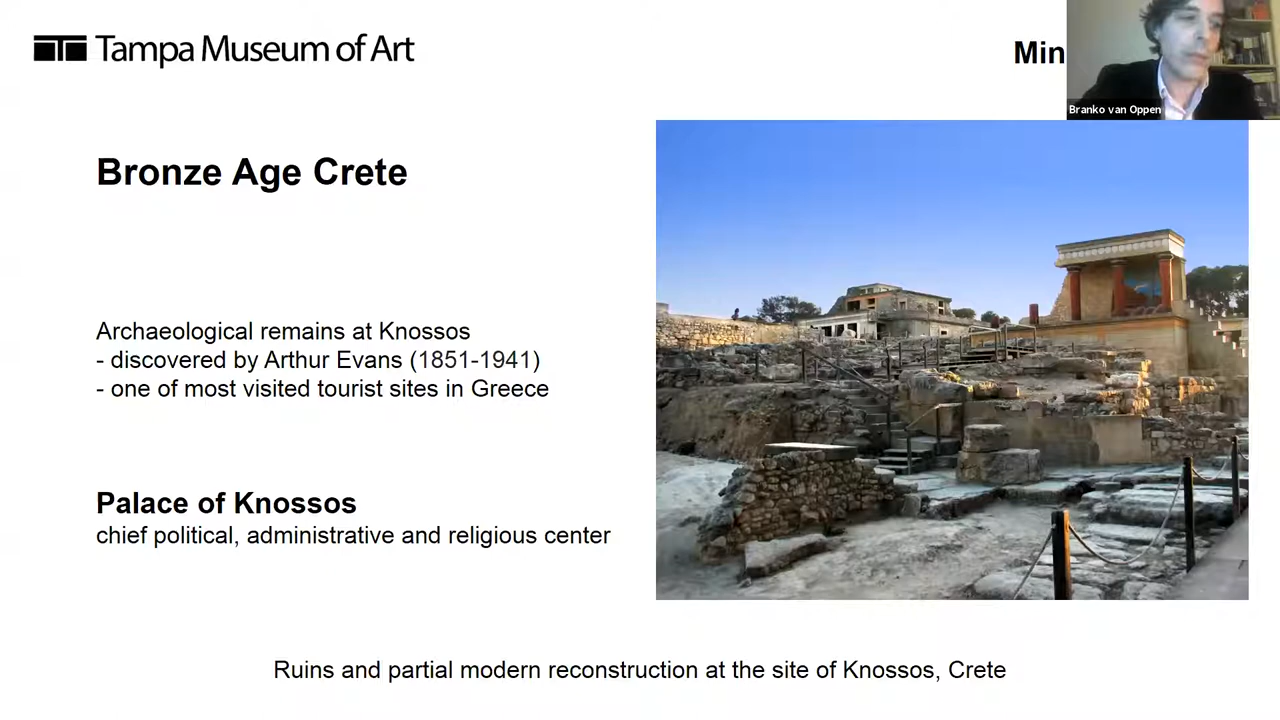 Tampa Museum of Art
Min
Branko van Oppen
Bronze Age Crete
Archaeological remains at Knossos
- discovered by Arthur Evans (1851-1941)
- one of most visited tourist sites in Greece
Palace of Knossos
chief political, administrative and religious center
Ruins and partial modern reconstruction at the site of Knossos, Crete